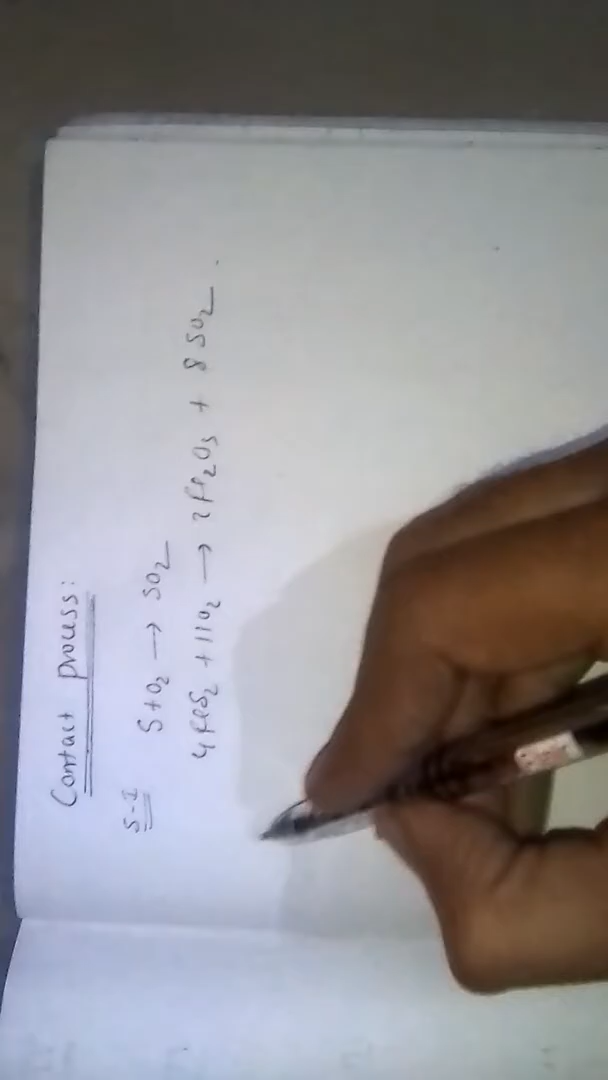 Contact process:
S-I
S + O₂ → SO₂
4FeS₂ + 11O₂ → 2Fe₂O₃ + 8SO₂.